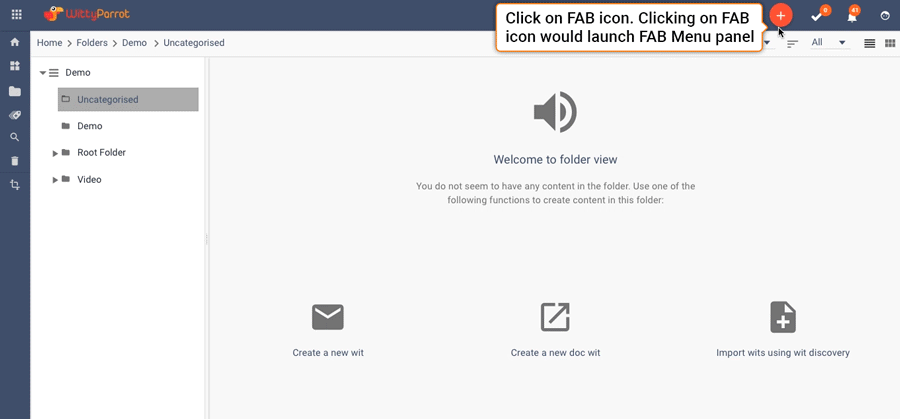 WittyParrot
Click on FAB icon. Clicking on FAB
icon would launch FAB Menu panel
0
41
Home > Folders > Demo > Uncategorised
All
Demo
Uncategorised
Demo
Root Folder
Video
Welcome to folder view
You do not seem to have any content in the folder. Use one of the
following functions to create content in this folder:
Create a new wit
Create a new doc wit
Import wits using wit discovery